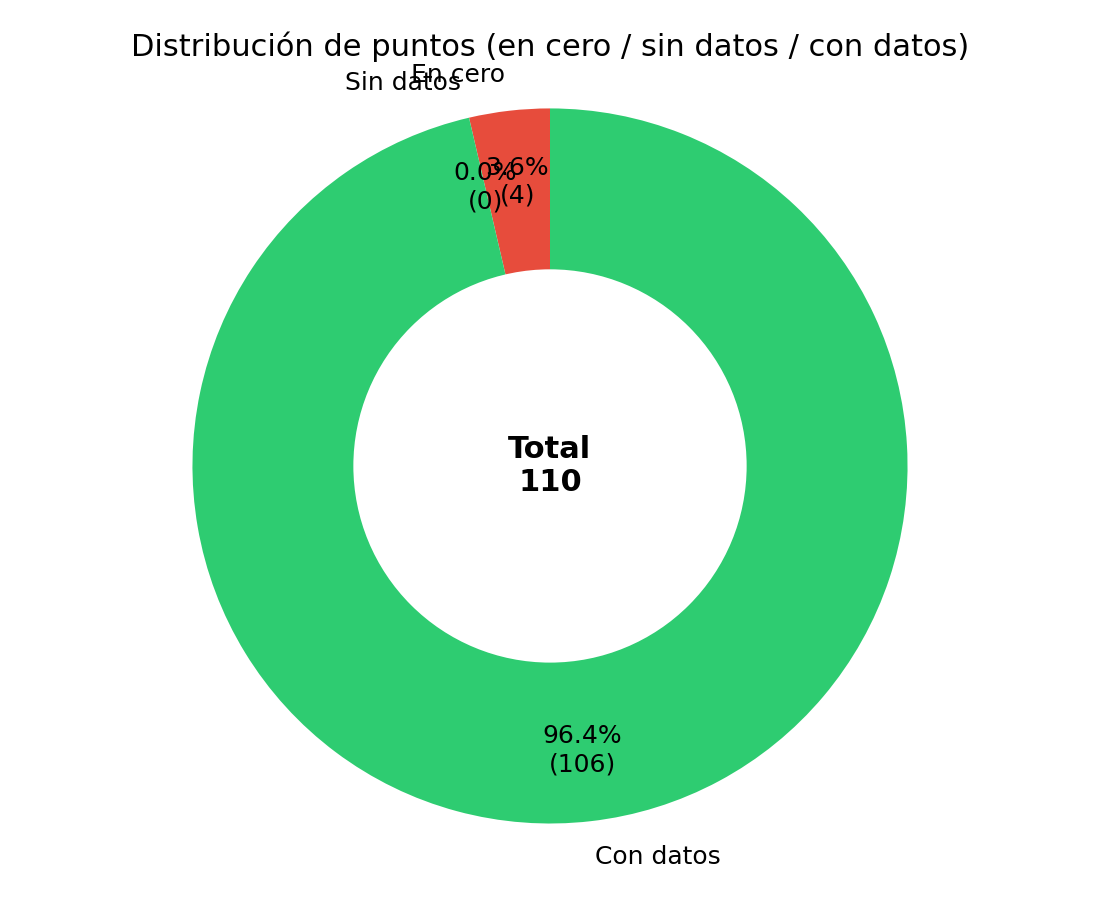 Distribución de puntos (en cero / sin datos / con datos)
En cero
Sin datos
3.6%
(4)
0.0%
(0)
Total
110
96.4%
(106)
Con datos